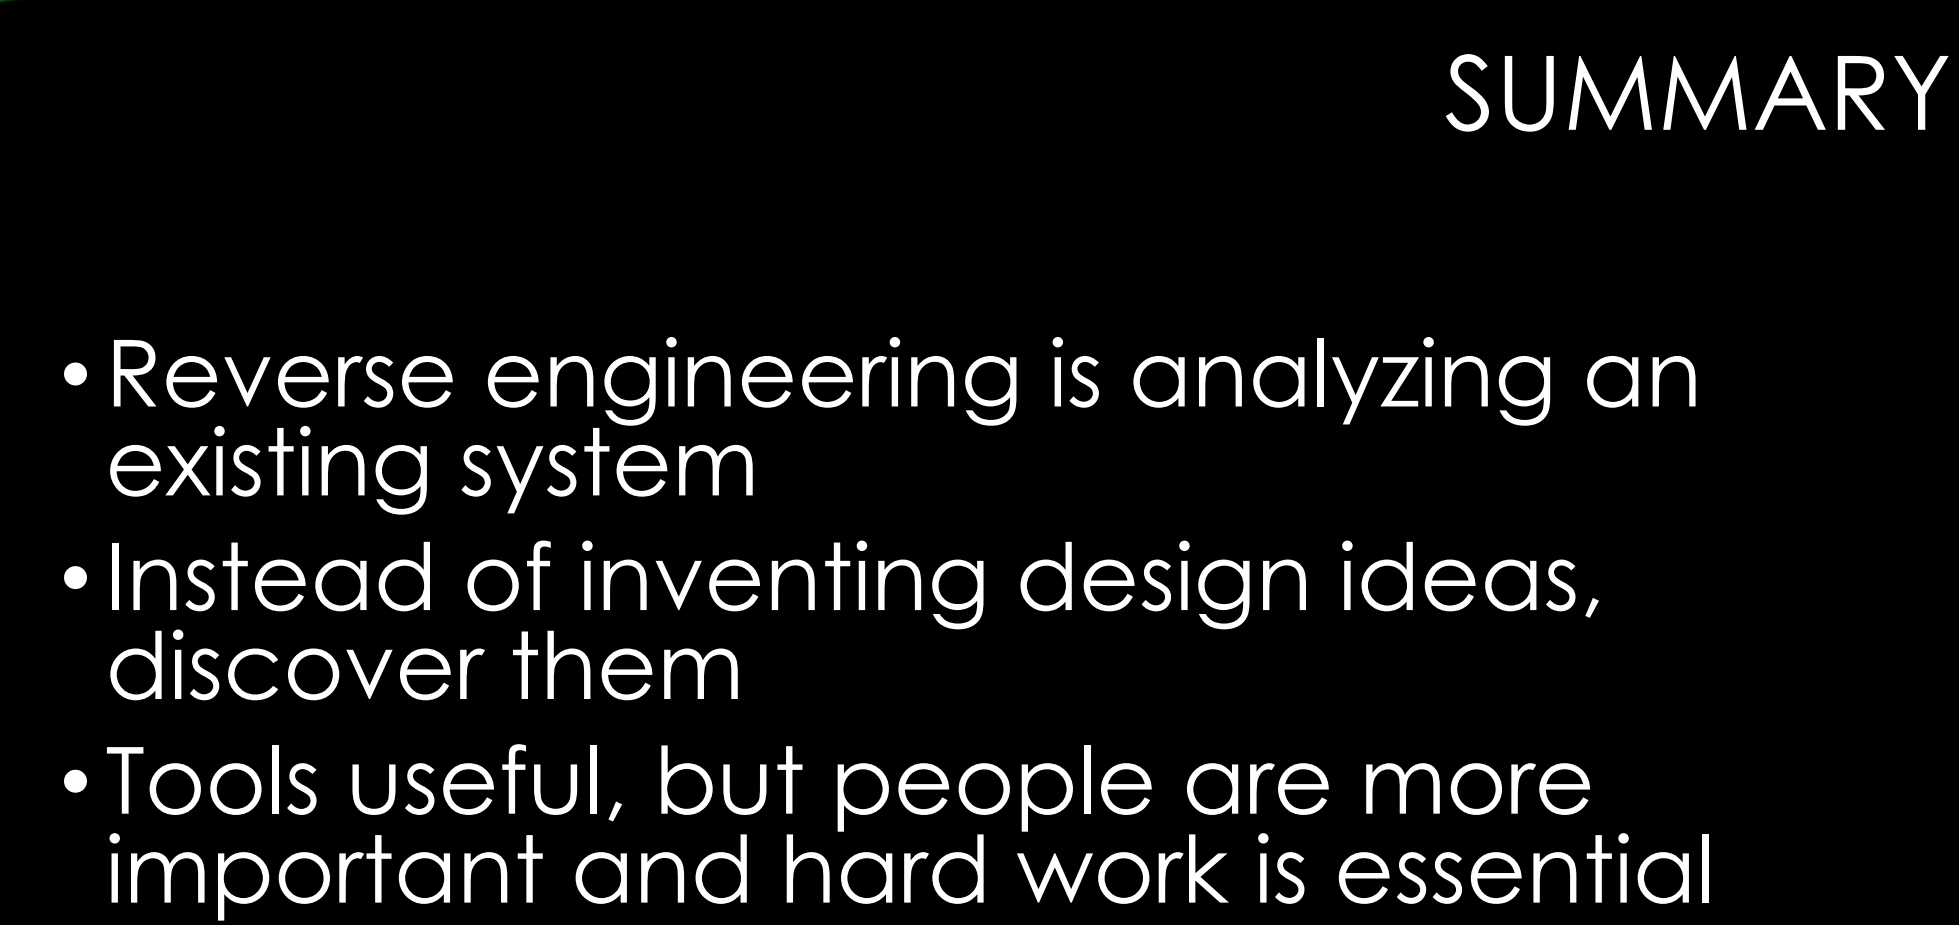 SUMMARY
• Reverse engineering is analyzing an
existing system
• Instead of inventing design ideas,
discover them
• Tools useful, but people are more
important and hard work is essential